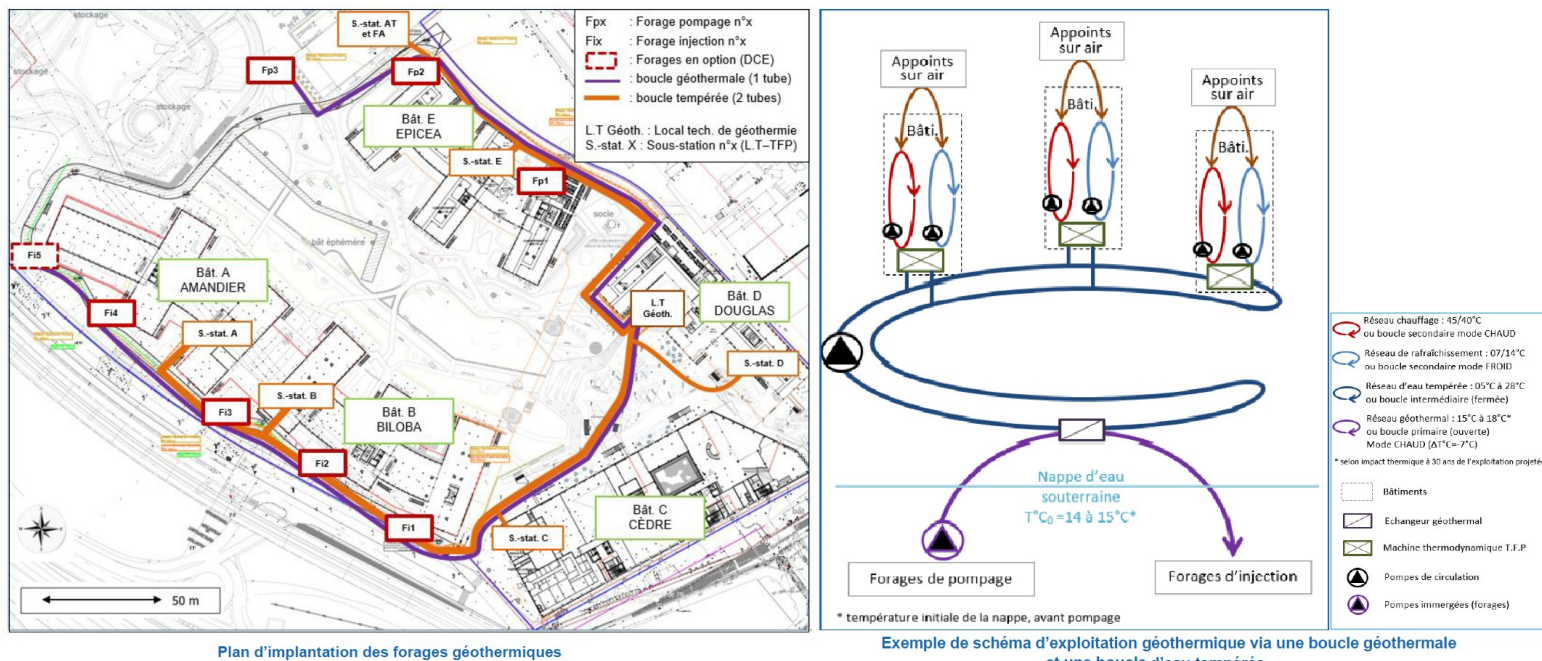 stockage
stockage
stockage
S.-stat. AT
et FA
Fp3
Fp2
Bât. E
EPICEA
S.-stat. E
Fp1
socle
bât éphémère
Fi5
Bât. A
AMANDIER
Fi4
S.-stat. A
L.T
Géoth.
Bât. D
DOUGLAS
S.-stat. D
S.-stat. B
Fi3
Bât. B
BILOBA
Fi2
Fi1
Bât. C
CÈDRE
S.-stat. C
50 m
Fpx : Forage pompage n°x
Fix : Forage injection n°x
: Forages en option (DCE)
: boucle géothermale (1 tube)
: boucle tempérée (2 tubes)
L.T Géoth. : Local tech. de géothermie
S.-stat. X : Sous-station n°x (L.T–TFP)
Plan d'implantation des forages géothermiques
Appoints
sur air
Appoints
sur air
Appoints
sur air
Bâti.
Bâti.
Bâti.
Nappe d'eau
souterraine
T°C₀ =14 à 15°C*
Forages de pompage
Forages d'injection
* température initiale de la nappe, avant pompage
Exemple de schéma d'exploitation géothermique via une boucle géothermale
et une boucle d'eau tempérée
Réseau chauffage : 45/40°C
ou boucle secondaire mode CHAUD
Réseau de rafraîchissement : 07/14°C
ou boucle secondaire mode FROID
Réseau d'eau tempérée : 05°C à 28°C
ou boucle intermédiaire (fermée)
Réseau géothermal : 15°C à 18°C*
ou boucle primaire (ouverte)
Mode CHAUD (ΔT°C=-7°C)
* selon impact thermique à 30 ans de l'exploitation projetée
Bâtiments
Echangeur géothermal
Machine thermodynamique T.F.P
Pompes de circulation
Pompes immergées (forages)